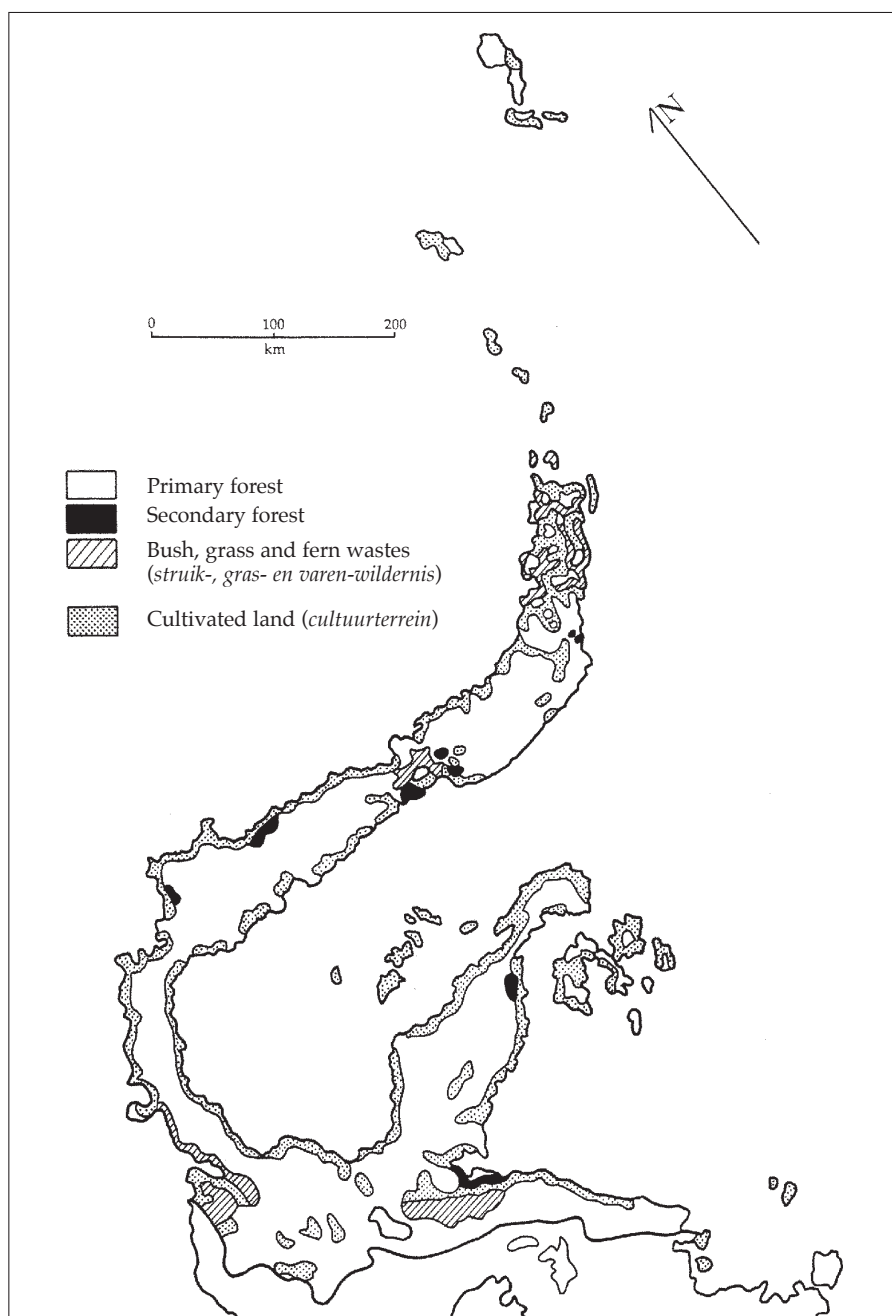 N
0 100 200
km
Primary forest
Secondary forest
Bush, grass and fern wastes
(struik-, gras- en varen-wildernis)
Cultivated land (cultuurterrein)